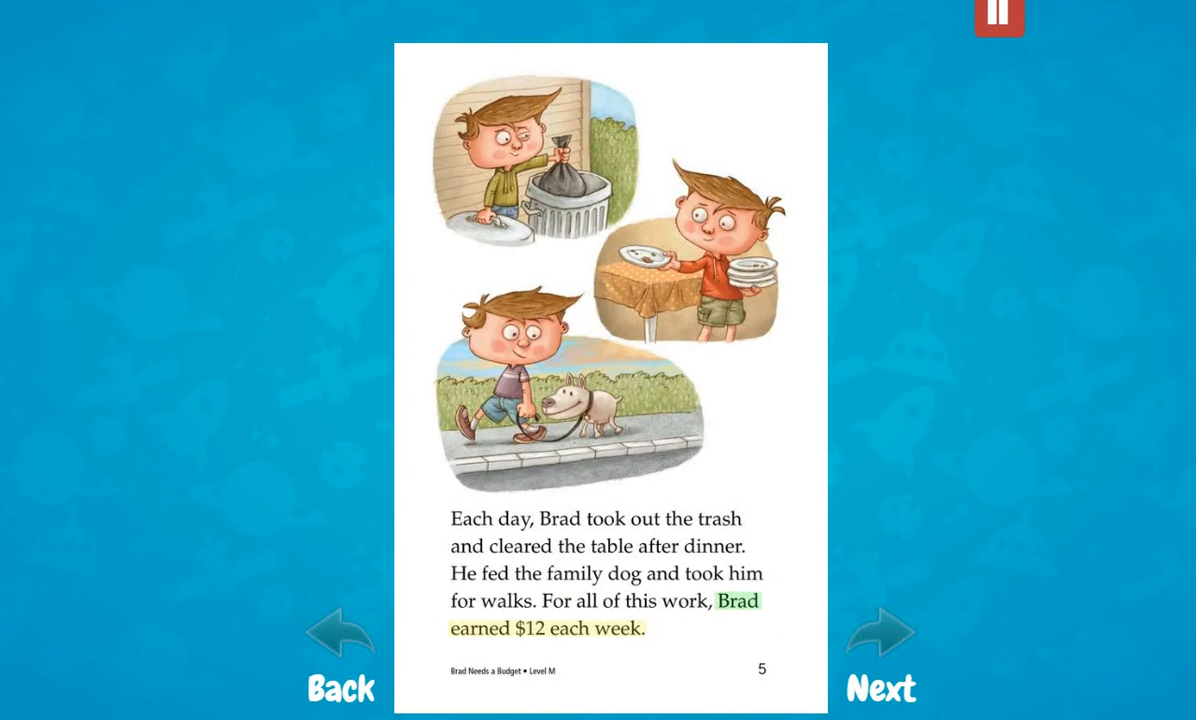 Each day, Brad took out the trash
and cleared the table after dinner.
He fed the family dog and took him
for walks. For all of this work, Brad
earned $12 each week.
Brad Needs a Budget • Level M
5
Back
Next